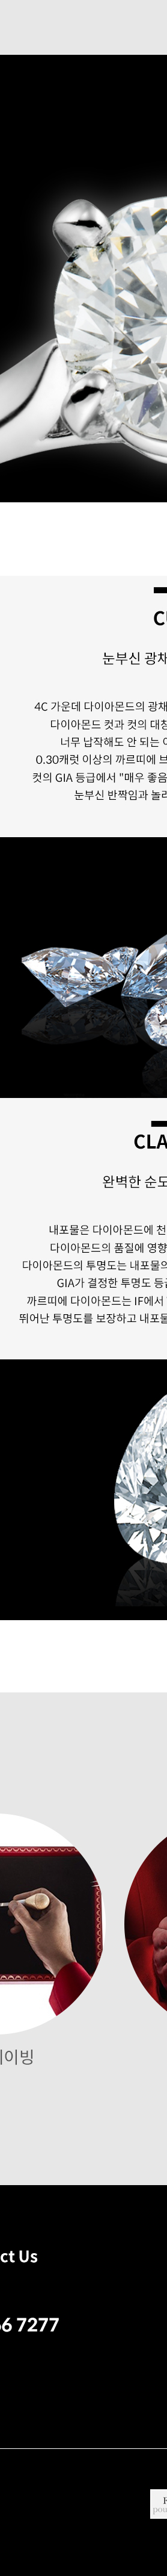 눈부신 광채
4C 가운데 다이아몬드의 광채
다이아몬드 컷과 컷의 대칭
너무 납작해도 안 되는
0.30캐럿 이상의 까르띠에 브
컷의 GIA 등급에서 "매우 좋음
눈부신 반짝임과 놀
CLA
완벽한 순도
내포물은 다이아몬드에 천
다이아몬드의 품질에 영향
다이아몬드의 투명도는 내포물의
GIA가 결정한 투명도 등급
까르띠에 다이아몬드는 IF에서
뛰어난 투명도를 보장하고 내포물
이빙
ct Us
6 7277
pou